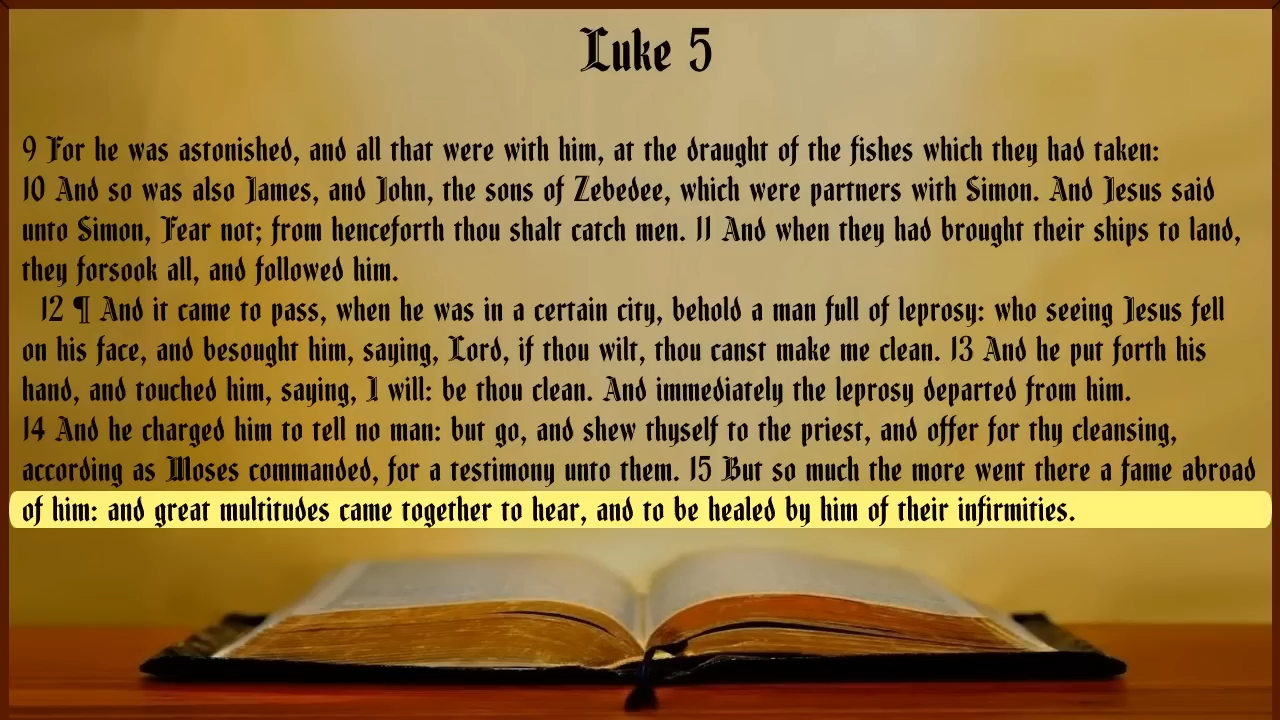 Luke 5
9 For he was astonished, and all that were with him, at the draught of the fishes which they had taken:
10 And so was also James, and John, the sons of Zebedee, which were partners with Simon. And Jesus said
unto Simon, Fear not; from henceforth thou shalt catch men. 11 And when they had brought their ships to land,
they forsook all, and followed him.
12 ¶ And it came to pass, when he was in a certain city, behold a man full of leprosy: who seeing Jesus fell
on his face, and besought him, saying, Lord, if thou wilt, thou canst make me clean. 13 And he put forth his
hand, and touched him, saying, I will: be thou clean. And immediately the leprosy departed from him.
14 And he charged him to tell no man: but go, and shew thyself to the priest, and offer for thy cleansing,
according as Moses commanded, for a testimony unto them. 15 But so much the more went there a fame abroad
of him: and great multitudes came together to hear, and to be healed by him of their infirmities.